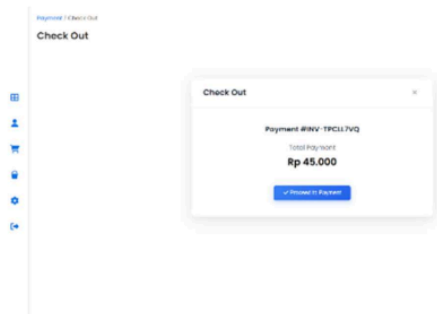 Payment / Check Out
Check Out
Check Out ×
Payment #INV-TPCLL7VQ
Total Payment
Rp 45.000
✓ Proceed to Payment